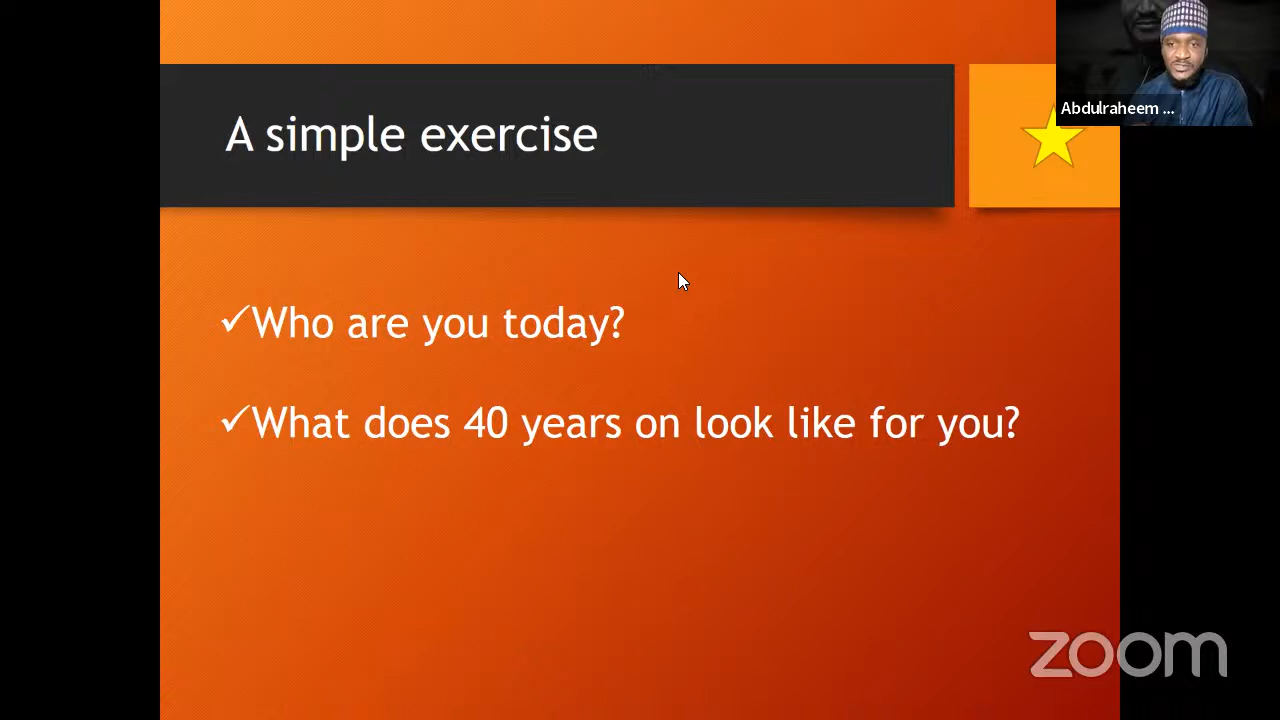 A simple exercise
Abdulraheem ...
✓Who are you today?
✓What does 40 years on look like for you?
zoom